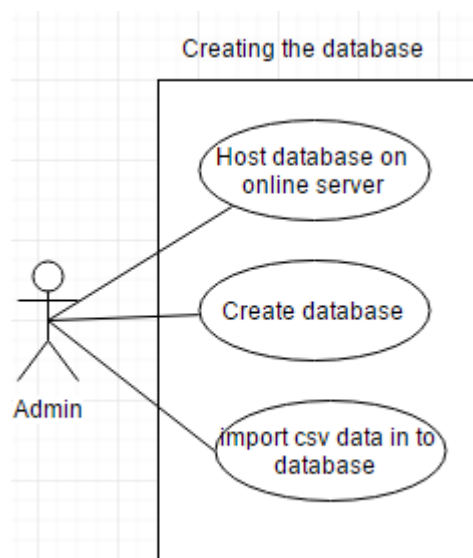 Creating the database
Host database on
online server
Create database
Admin
import csv data in to
database